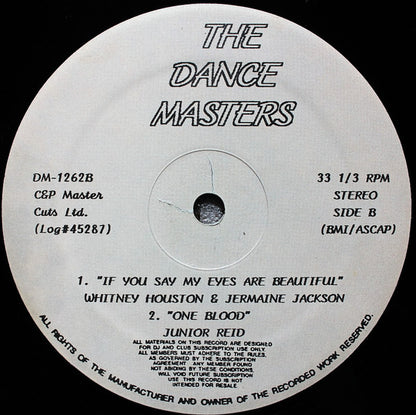 THE
DANCE
MASTERS
DM-1262B
C&P Master
Cuts Ltd.
(Log#45287)
33 1/3 RPM
STEREO
SIDE B
(BMI/ASCAP)
1. "IF YOU SAY MY EYES ARE BEAUTIFUL"
WHITNEY HOUSTON & JERMAINE JACKSON
2. "ONE BLOOD"
JUNIOR REID
ALL MATERIALS ON THIS RECORD ARE DESIGNED
FOR DJ AND CLUB SUBSCRIPTION USE ONLY.
ALL MEMBERS MUST ADHERE TO THE RULES,
AS GOVERNED BY THE SUBSCRIPTION
AGREEMENT. ANY MEMBER FOUND
NOT ABIDING BY THESE CONDITIONS,
WILL VOID FUTURE SUBSCRIPTION
USE THIS RECORD IS NOT
INTENDED FOR RESALE
ALL RIGHTS OF THE MANUFACTURER AND OWNER OF THE RECORDED WORK RESERVED.